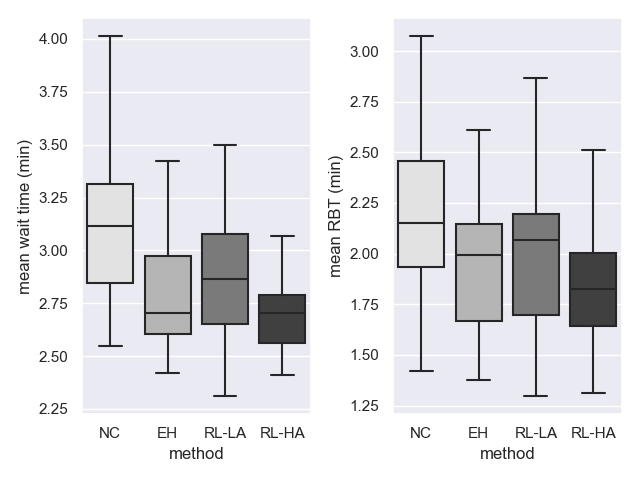 mean wait time (min)
4.00
3.75
3.50
3.25
3.00
2.75
2.50
2.25
NC EH RL-LA RL-HA
method
mean RBT (min)
3.00
2.75
2.50
2.25
2.00
1.75
1.50
1.25
NC EH RL-LA RL-HA
method